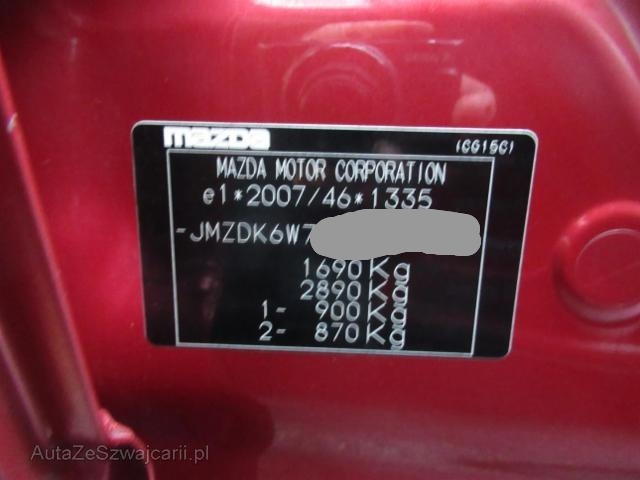 mazda (CG15C)
MAZDA MOTOR CORPORATION
e1*2007/46*1335
-JMZDK6W7
1690Kg
2890Kg
1- 900Kg
2- 870Kg
AutaZeSzwajcarii.pl